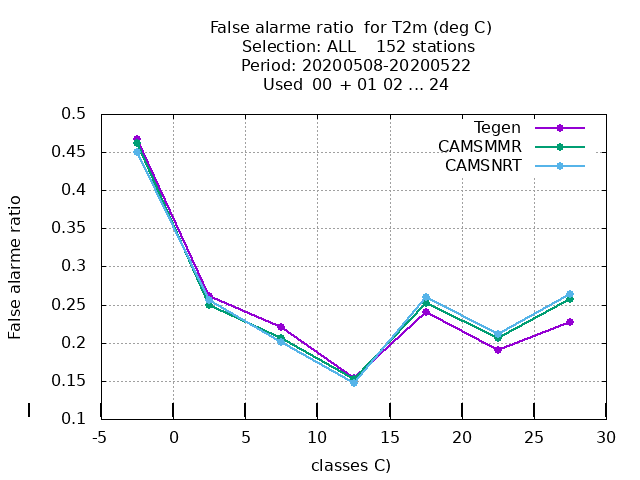 False alarme ratio  for T2m (deg C)
Selection: ALL    152 stations
Period: 20200508-20200522
Used  00 + 01 02 ... 24
Tegen
CAMSMMR
CAMSNRT
False alarme ratio
0.5
0.45
0.4
0.35
0.3
0.25
0.2
0.15
0.1
-5 0 5 10 15 20 25 30
classes C)